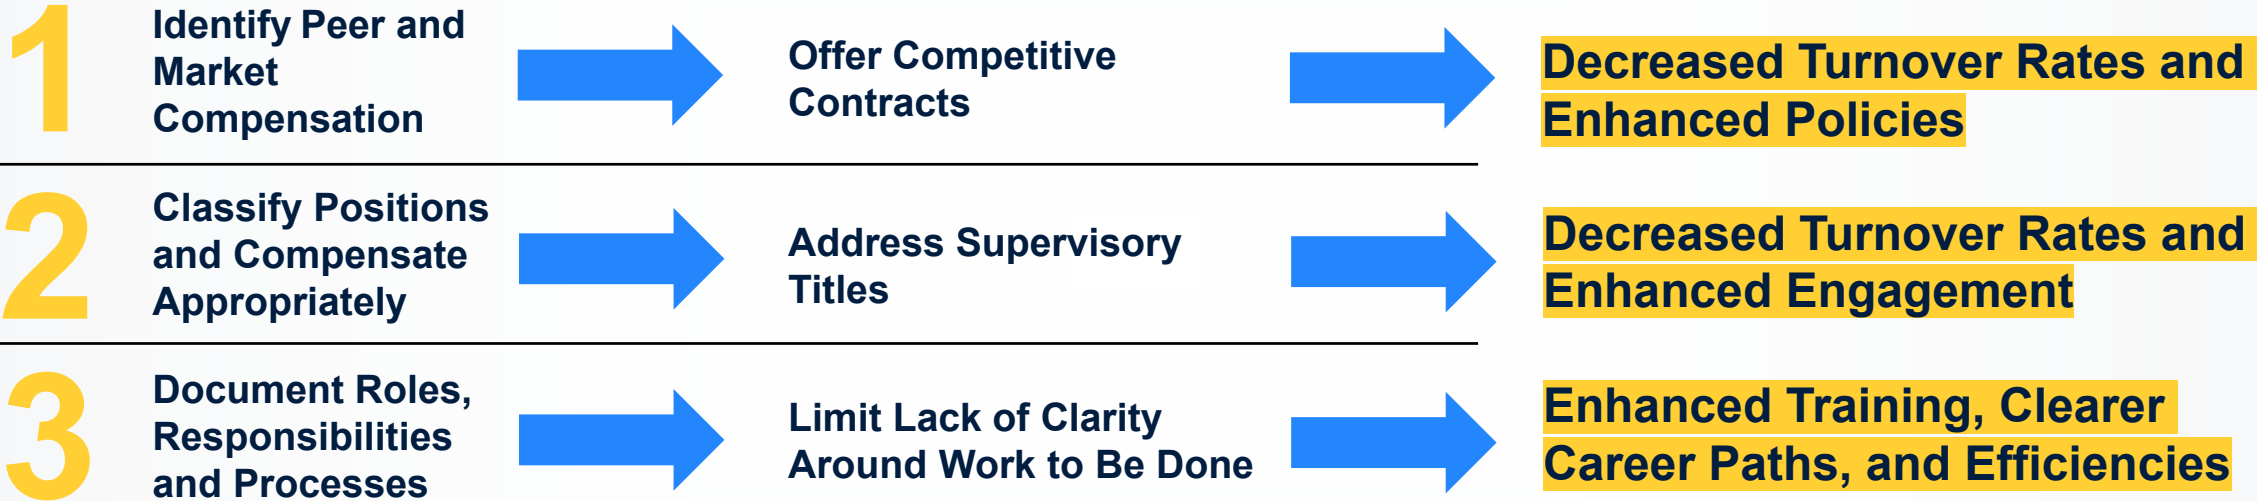 1
Identify Peer and
Market
Compensation
Offer Competitive
Contracts
Decreased Turnover Rates and
Enhanced Policies
2
Classify Positions
and Compensate
Appropriately
Address Supervisory
Titles
Decreased Turnover Rates and
Enhanced Engagement
3
Document Roles,
Responsibilities
and Processes
Limit Lack of Clarity
Around Work to Be Done
Enhanced Training, Clearer
Career Paths, and Efficiencies